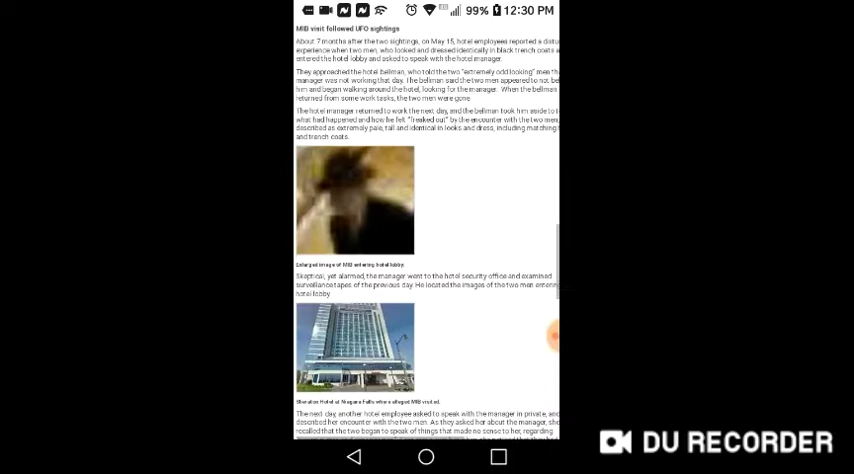 99% 12:30 PM
MIB visit followed UFO sightings
About 7 months after the two sightings, on May 15, hotel employees reported a distu
experience when two men, who looked and dressed identically in black trench coats a
entered the hotel lobby and asked to speak with the hotel manager.
They approached the hotel bellman, who told the two "extremely odd looking" men th
manager was not working that day. The bellman said the two men appeared to not be
him and began walking around the hotel, looking for the manager. When the bellman
returned from some work tasks, the two men were gone
The hotel manager returned to work the next day, and the bellman took him aside to t
what had happened and how he felt "freaked out" by the encounter with the two men,
described as extremely pale, tall and identical in looks and dress, including matching
and trench coats.
Enlarged image of MIB entering hotel lobby.
Skeptical, yet alarmed, the manager went to the hotel security office and examined
surveillance tapes of the previous day. He located the images of the two men entering
hotel lobby.
Sheraton Hotel at Niagara Falls where alleged MIB visited.
The next day, another hotel employee asked to speak with the manager in private, and
described her encounter with the two men. As they asked her about the manager, she
recalled that the two began to speak of things that made no sense to her, regarding
DU RECORDER